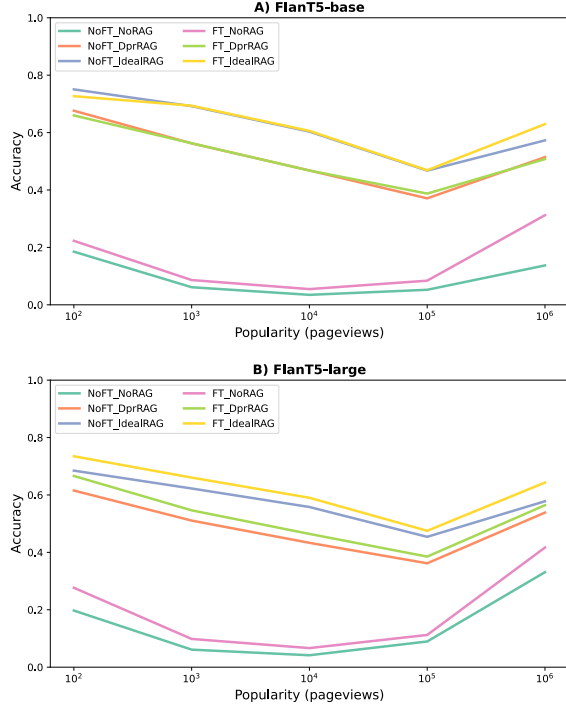 A) FlanT5-base
1.0
NoFT_NoRAG FT_NoRAG
NoFT_DprRAG FT_DprRAG
NoFT_IdealRAG FT_IdealRAG
0.8
0.6
0.4
0.2
0.0
Accuracy
10² 10³ 10⁴ 10⁵ 10⁶
Popularity (pageviews)
B) FlanT5-large
1.0
NoFT_NoRAG FT_NoRAG
NoFT_DprRAG FT_DprRAG
NoFT_IdealRAG FT_IdealRAG
0.8
0.6
0.4
0.2
0.0
Accuracy
10² 10³ 10⁴ 10⁵ 10⁶
Popularity (pageviews)